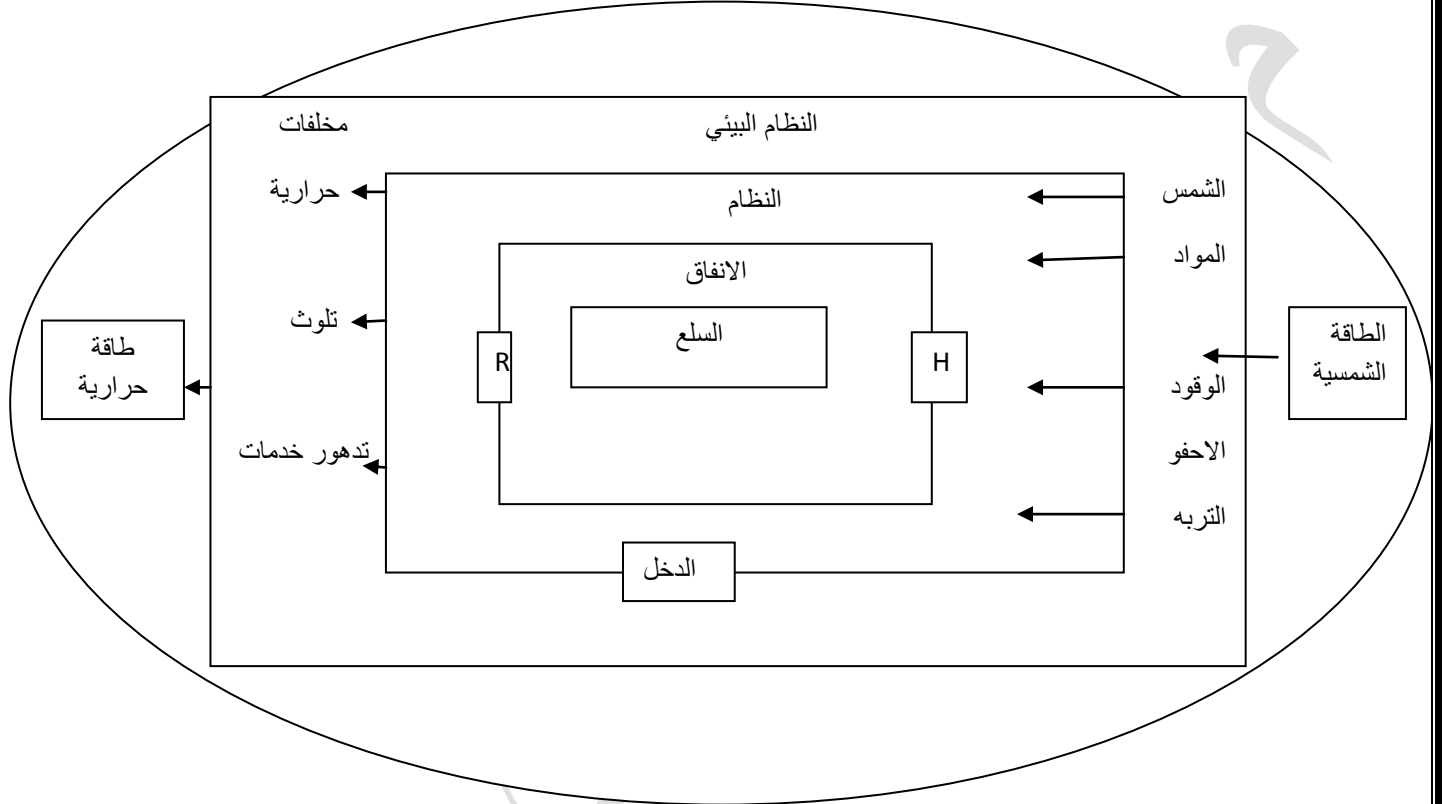 النظام البيئي
مخلفات
حرارية
تلوث
تدهور خدمات
الشمس
المواد
الوقود
الاحفو
التربه
النظام
الانفاق
السلع
R
H
الدخل
الطاقة
الشمسية
طاقة
حرارية